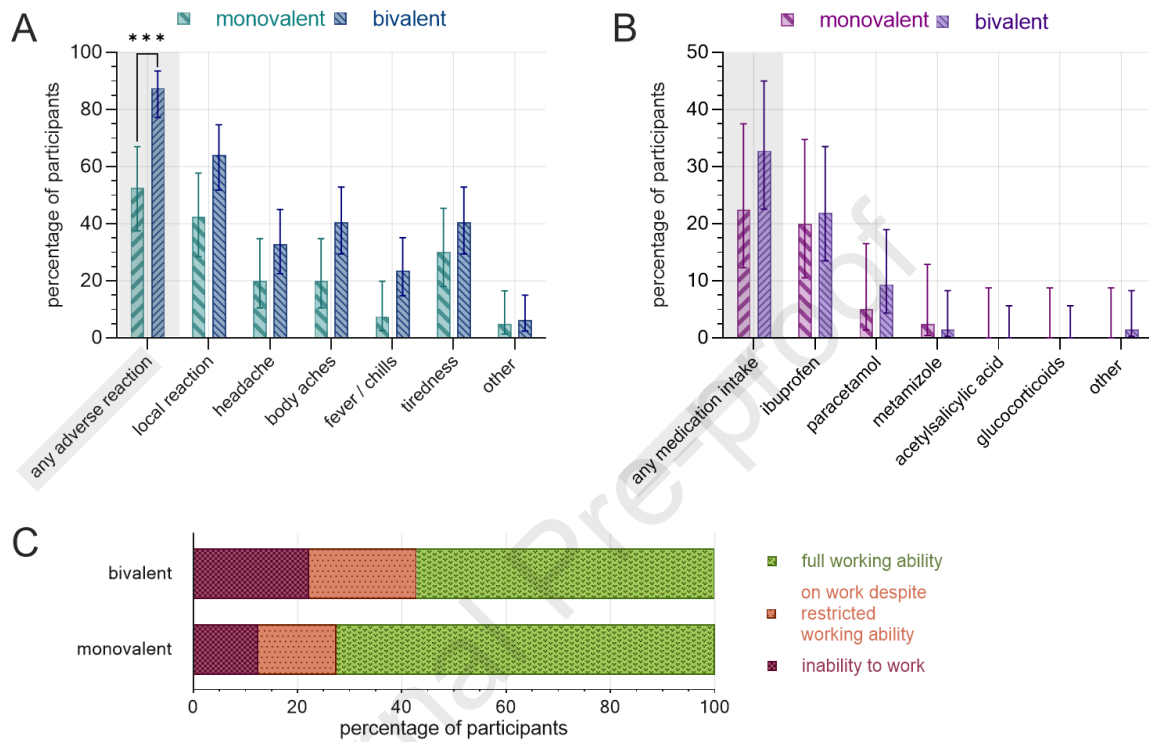 A
monovalent bivalent
***
100
80
60
40
20
0
percentage of participants
any adverse reaction
local reaction
headache
body aches
fever / chills
tiredness
other
B
monovalent bivalent
50
40
30
20
10
0
percentage of participants
any medication intake
ibuprofen
paracetamol
metamizole
acetylsalicylic acid
glucocorticoids
other
C
bivalent
monovalent
0 20 40 60 80 100
percentage of participants
full working ability
on work despite
restricted
working ability
inability to work
rnal Pre-proof